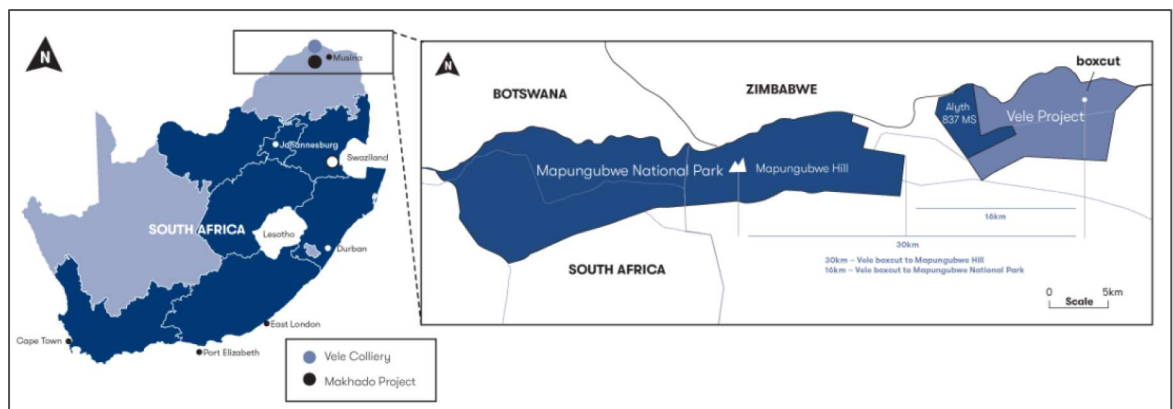 N
Musina
Johannesburg
Swaziland
SOUTH AFRICA
Lesotho
Durban
East London
Cape Town
Port Elizabeth
Vele Colliery
Makhado Project
N
boxcut
BOTSWANA
ZIMBABWE
Alyth
837 MS
Vele Project
Mapungubwe National Park
Mapungubwe Hill
16km
30km
SOUTH AFRICA
30km – Vele boxcut to Mapungubwe Hill
16km – Vele boxcut to Mapungubwe National Park
0 5km
Scale